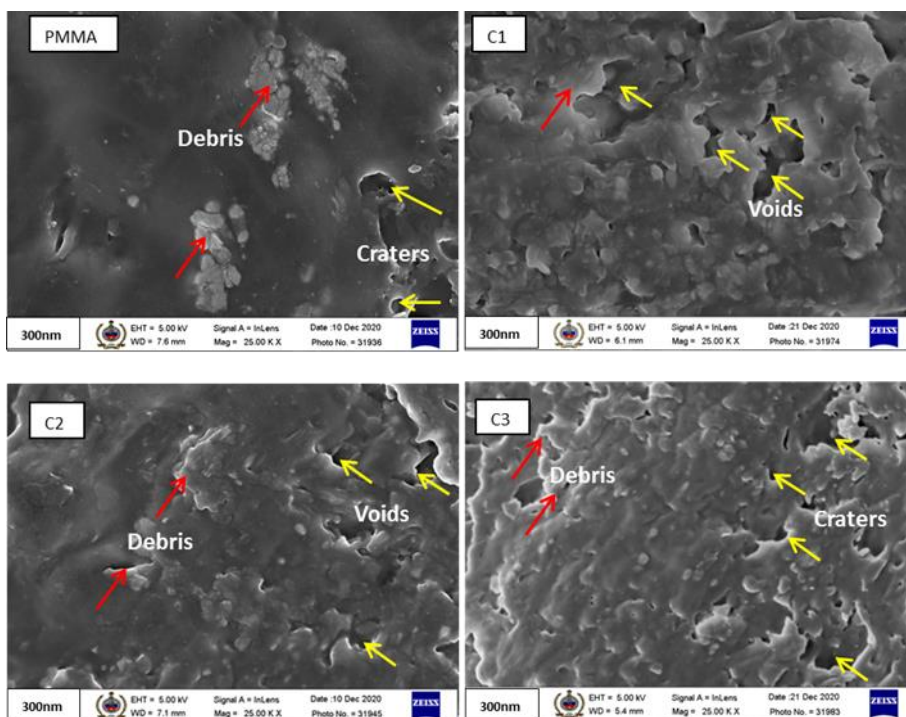 PMMA
Debris
Craters
300nm
EHT = 5.00 kV Signal A = InLens Date :10 Dec 2020
WD = 7.6 mm Mag = 25.00 K X Photo No. = 31936
ZEISS
C1
Voids
300nm
EHT = 5.00 kV Signal A = InLens Date :21 Dec 2020
WD = 6.1 mm Mag = 25.00 K X Photo No. = 31974
ZEISS
C2
Voids
Debris
300nm
EHT = 5.00 kV Signal A = InLens Date :10 Dec 2020
WD = 7.1 mm Mag = 25.00 K X Photo No. = 31945
ZEISS
C3
Debris
Craters
300nm
EHT = 5.00 kV Signal A = InLens Date :21 Dec 2020
WD = 5.4 mm Mag = 25.00 K X Photo No. = 31983
ZEISS